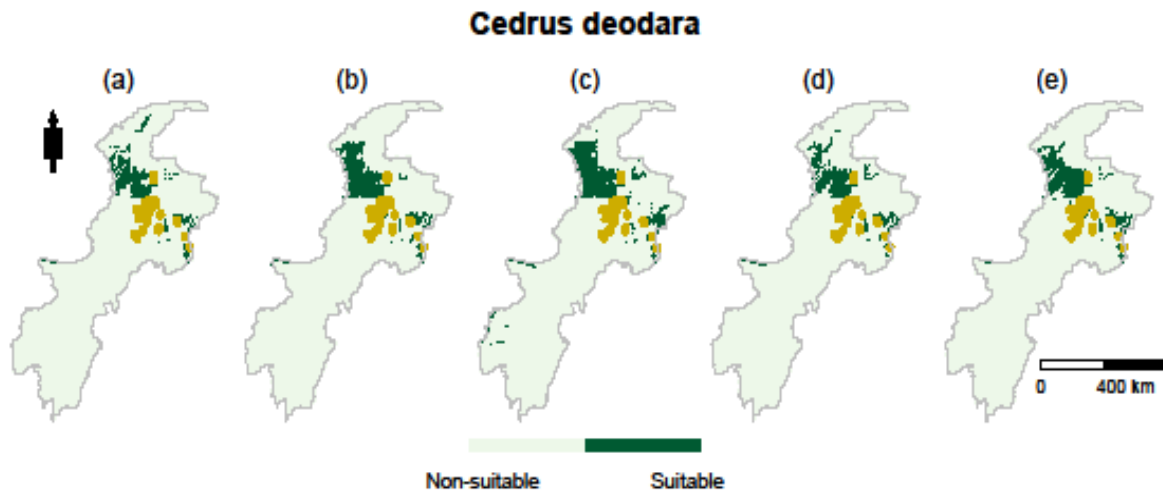 Cedrus deodara
(a) (b) (c) (d) (e)
0 400 km
Non-suitable Suitable